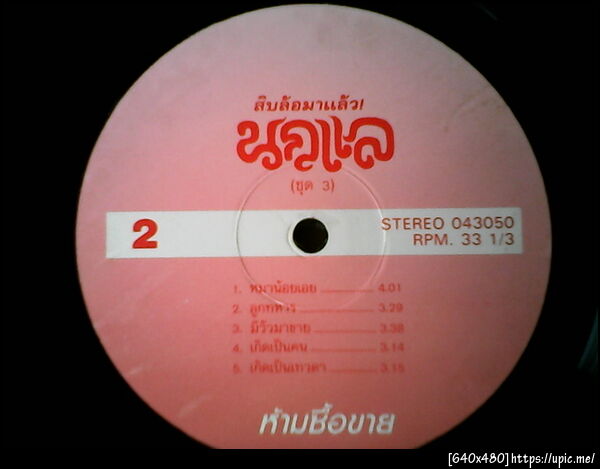 สิบล้อมาแล้ว!
นกแล
(ชุด 3)
2
STEREO 043050
RPM. 33 1/3
1. หมาน้อยเอย 4.01
2. ลูกทหาร 3.29
3. มีวัวมาขาย 3.38
4. เกิดเป็นคน 3.14
5. เกิดเป็นเทวดา 3.15
ห้ามซื้อขาย
[640x480]https://upic.me/